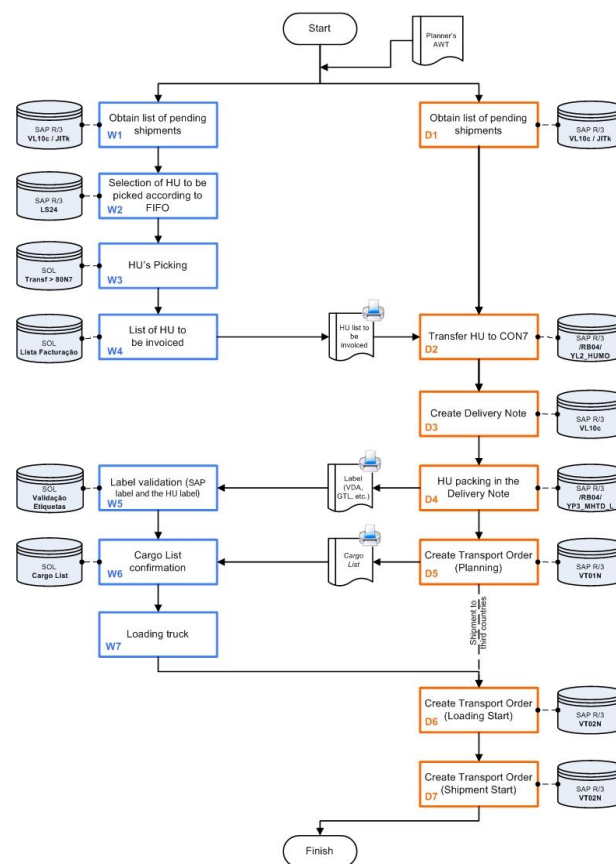 Start
Planner's
AWT
SAP R/3
VL10c / JITk
Obtain list of pending
shipments
W1
Obtain list of pending
shipments
D1
SAP R/3
VL10c / JITk
SAP R/3
LS24
Selection of HU to be
picked according to
FIFO
W2
SOL
Transf > 80N7
HU's Picking
W3
SOL
Lista Facturação
List of HU to
be invoiced
W4
HU list to
be
invoiced
Transfer HU to CON7
D2
SAP R/3
/RB04/
YL2_HUMO
Create Delivery Note
D3
SAP R/3
VL10c
SOL
Validação
Etiquetas
Label validation (SAP
label and the HU label)
W5
Label
(VDA,
GTL, etc.)
HU packing in the
Delivery Note
D4
SAP R/3
/RB04/
YP3_MHTD_L
SOL
Cargo List
Cargo List
confirmation
W6
Cargo
List
Create Transport Order
(Planning)
D5
SAP R/3
VT01N
Loading truck
W7
Shipment to
third countries
Create Transport Order
(Loading Start)
D6
SAP R/3
VT02N
Create Transport Order
(Shipment Start)
D7
SAP R/3
VT02N
Finish